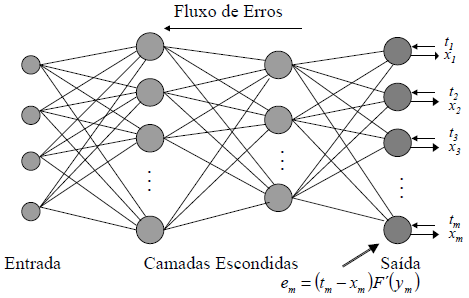 Fluxo de Erros
t₁
x₁
t₂
x₂
t₃
x₃
tₘ
xₘ
Entrada
Camadas Escondidas
Saída
eₘ = (tₘ − xₘ)F′(yₘ)